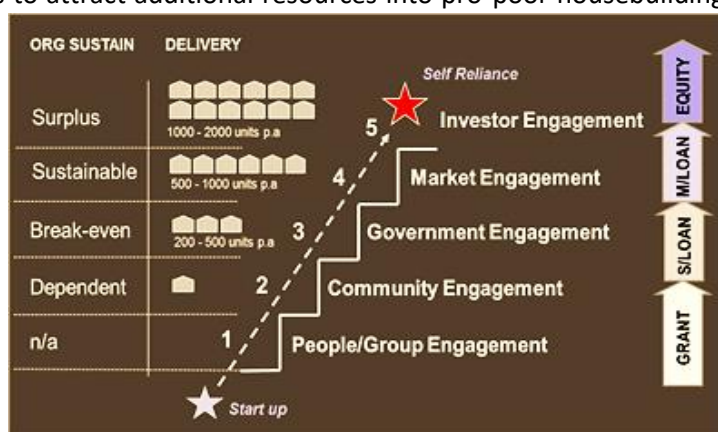 s to attract additional resources into pro-poor housebuilding
ORG SUSTAIN DELIVERY
Self Reliance
Surplus
1000 - 2000 units p.a
5
Investor Engagement
Sustainable
500 - 1000 units p.a
4
Market Engagement
Break-even
200 - 500 units p.a
3
Government Engagement
Dependent
2
Community Engagement
n/a
1
People/Group Engagement
Start up
EQUITY
M/LOAN
S/LOAN
GRANT